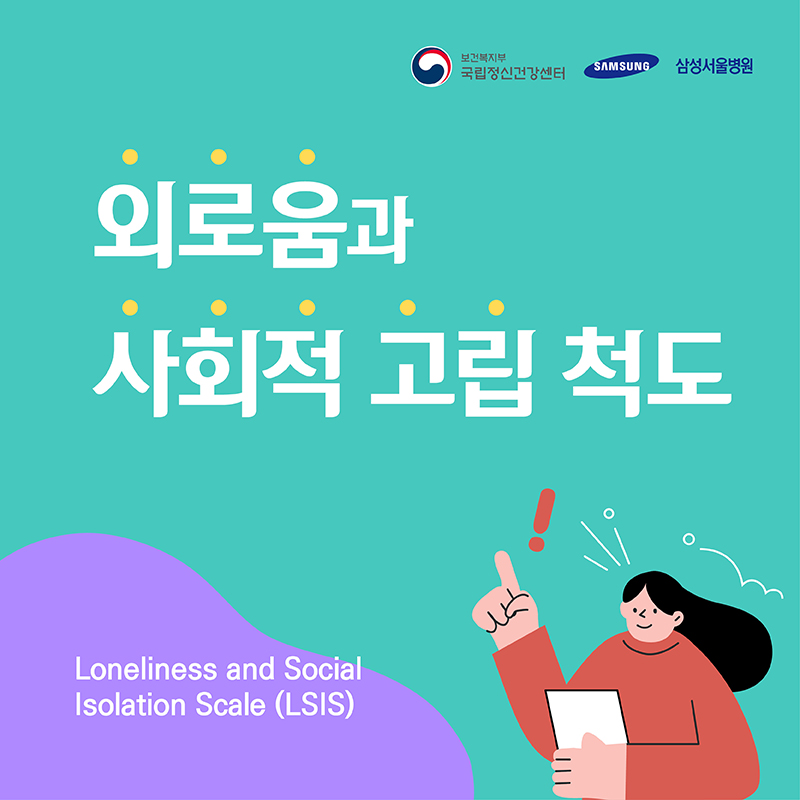 보건복지부
국립정신건강센터
SAMSUNG 삼성서울병원
외로움과
사회적 고립 척도
Loneliness and Social
Isolation Scale (LSIS)